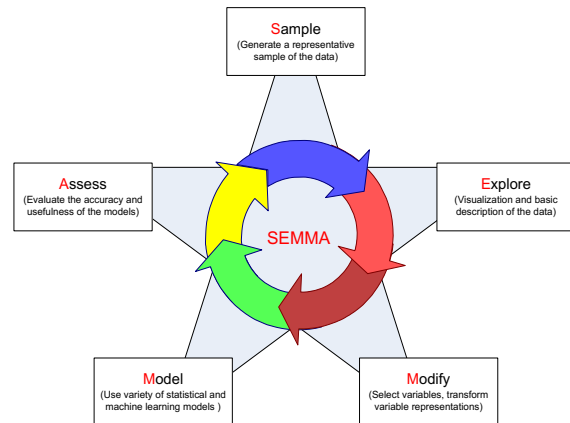 Sample
(Generate a representative
sample of the data)
Assess
(Evaluate the accuracy and
usefulness of the models)
Explore
(Visualization and basic
description of the data)
SEMMA
Model
(Use variety of statistical and
machine learning models )
Modify
(Select variables, transform
variable representations)